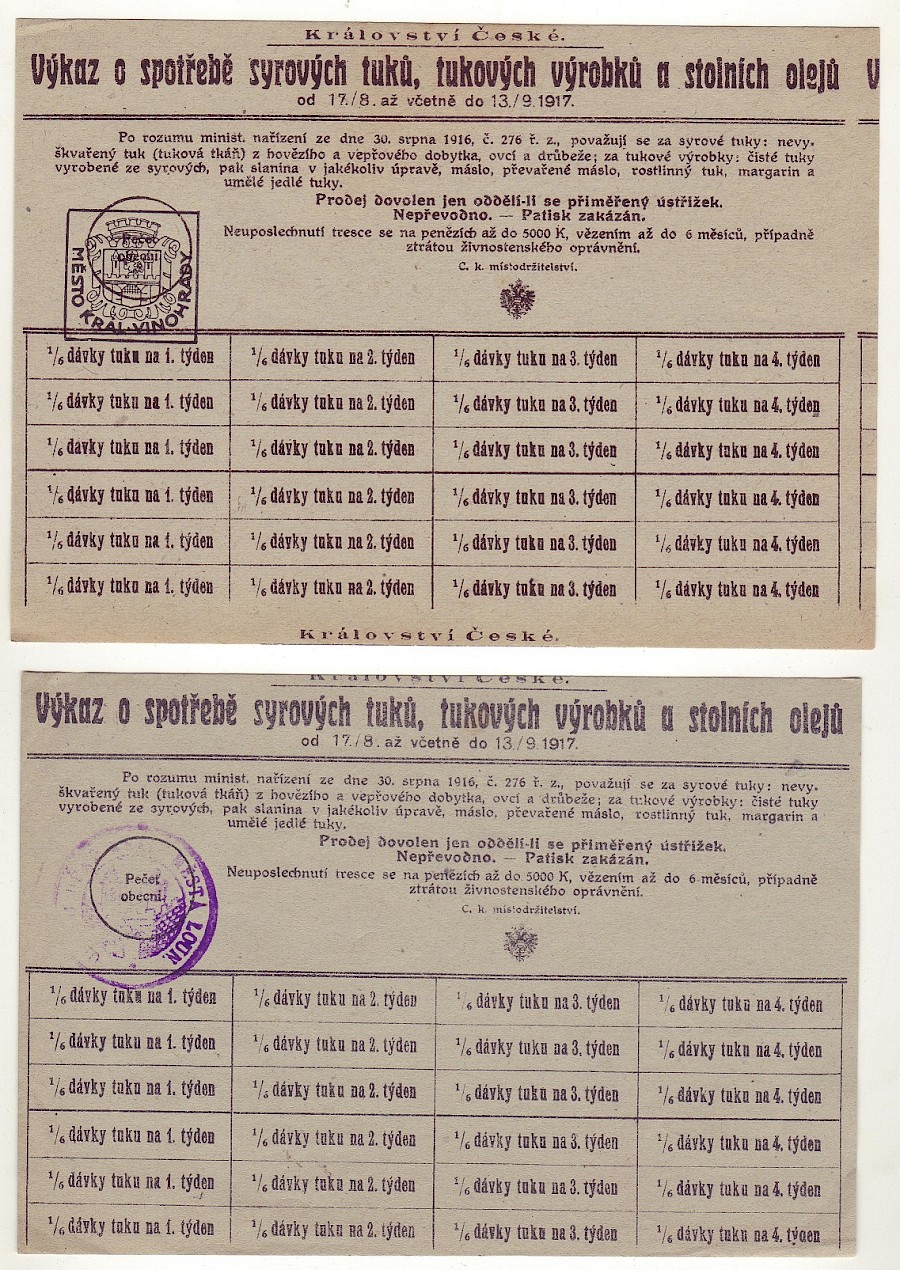 Království České.
Výkaz o spotřebě syrových tuků, tukových výrobků a stolních olejů V
od 17./8. až včetně do 13./9. 1917.
Po rozumu minist. nařízení ze dne 30. srpna 1916, č. 276 ř. z., považují se za syrové tuky: nevy-
škvařený tuk (tuková tkáň) z hovězího a vepřového dobytka, ovcí a drůbeže; za tukové výrobky: čisté tuky
vyrobené ze syrových, pak slanina v jakékoliv úpravě, máslo, převařené máslo, rostlinný tuk, margarin a
umělé jedlé tuky.
Prodej dovolen jen oddělí-li se přiměřený ústřižek.
Nepřevodno. — Patisk zakázán.
Neuposlechnutí tresce se na penězích až do 5000 K, vězením až do 6 měsíců, případně
ztrátou živnostenského oprávnění.
C. k. místodržitelství.
Pečeť
obecní
MĚSTO KRÁL. VINOHRADY
1/6 dávky tuku na 1. týden 1/6 dávky tuku na 2. týden 1/6 dávky tuku na 3. týden 1/6 dávky tuku na 4. týden
1/6 dávky tuku na 1. týden 1/6 dávky tuku na 2. týden 1/6 dávky tuku na 3. týden 1/6 dávky tuku na 4. týden
1/6 dávky tuku na 1. týden 1/6 dávky tuku na 2. týden 1/6 dávky tuku na 3. týden 1/6 dávky tuku na 4. týden
1/6 dávky tuku na 1. týden 1/6 dávky tuku na 2. týden 1/6 dávky tuku na 3. týden 1/6 dávky tuku na 4. týden
1/6 dávky tuku na 1. týden 1/6 dávky tuku na 2. týden 1/6 dávky tuku na 3. týden 1/6 dávky tuku na 4. týden
1/6 dávky tuku na 1. týden 1/6 dávky tuku na 2. týden 1/6 dávky tuku na 3. týden 1/6 dávky tuku na 4. týden
Království České.
Království České.
Výkaz o spotřebě syrových tuků, tukových výrobků a stolních olejů
od 17./8. až včetně do 13./9. 1917.
Po rozumu minist. nařízení ze dne 30. srpna 1916, č. 276 ř. z., považují se za syrové tuky: nevy-
škvařený tuk (tuková tkáň) z hovězího a vepřového dobytka, ovcí a drůbeže; za tukové výrobky: čisté tuky
vyrobené ze syrových, pak slanina v jakékoliv úpravě, máslo, převařené máslo, rostlinný tuk, margarin a
umělé jedlé tuky.
Prodej dovolen jen oddělí-li se přiměřený ústřižek.
Nepřevodno. — Patisk zakázán.
Neuposlechnutí tresce se na penězích až do 5000 K, vězením až do 6 měsíců, případně
ztrátou živnostenského oprávnění.
C. k. místodržitelství.
Pečeť
obecní
MĚSTA LOUN
1/6 dávky tuku na 1. týden 1/6 dávky tuku na 2. týden 1/6 dávky tuku na 3. týden 1/6 dávky tuku na 4. týden
1/6 dávky tuku na 1. týden 1/6 dávky tuku na 2. týden 1/6 dávky tuku na 3. týden 1/6 dávky tuku na 4. týden
1/6 dávky tuku na 1. týden 1/6 dávky tuku na 2. týden 1/6 dávky tuku na 3. týden 1/6 dávky tuku na 4. týden
1/6 dávky tuku na 1. týden 1/6 dávky tuku na 2. týden 1/6 dávky tuku na 3. týden 1/6 dávky tuku na 4. týden
1/6 dávky tuku na 1. týden 1/6 dávky tuku na 2. týden 1/6 dávky tuku na 3. týden 1/6 dávky tuku na 4. týden
1/6 dávky tuku na 1. týden 1/6 dávky tuku na 2. týden 1/6 dávky tuku na 3. týden 1/6 dávky tuku na 4. týden